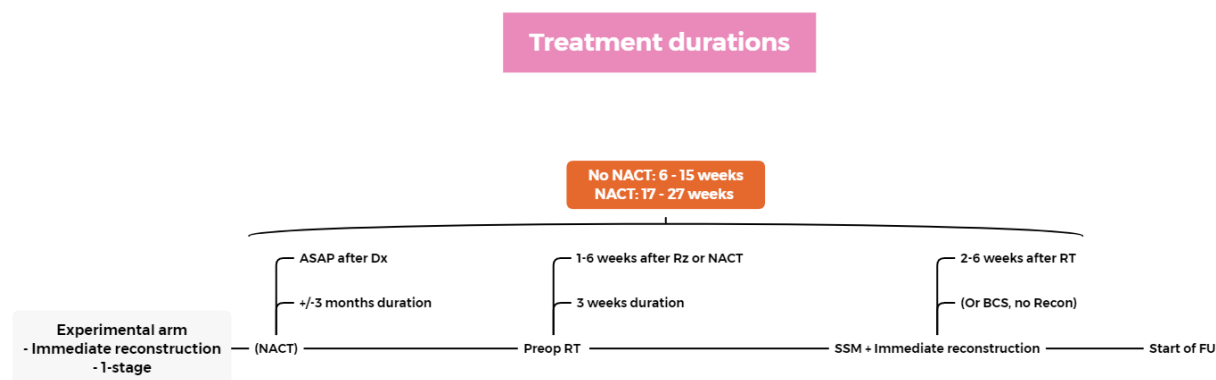 Treatment durations
No NACT: 6 - 15 weeks
NACT: 17 - 27 weeks
ASAP after Dx
1-6 weeks after Rz or NACT
2-6 weeks after RT
+/-3 months duration
3 weeks duration
(Or BCS, no Recon)
Experimental arm
- Immediate reconstruction
- 1-stage
(NACT)
Preop RT
SSM + Immediate reconstruction
Start of FU